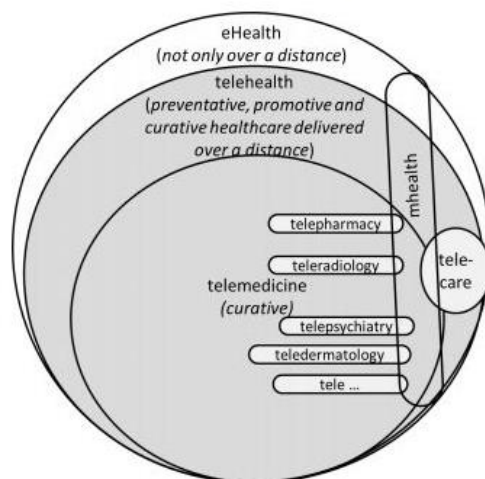 eHealth
(not only over a distance)
telehealth
(preventative, promotive and
curative healthcare delivered
over a distance)
mhealth
telepharmacy
tele-
care
teleradiology
telemedicine
(curative)
telepsychiatry
teledermatology
tele ...